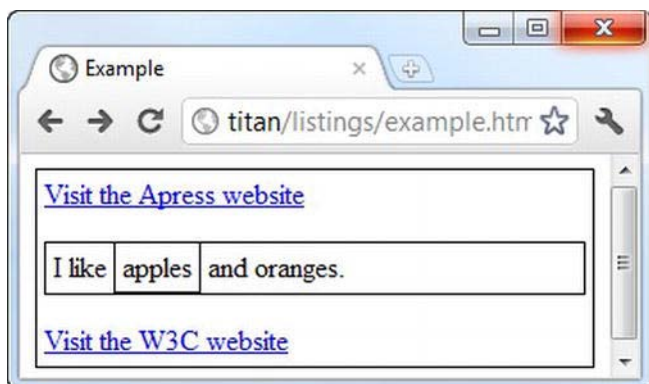 Example
titan/listings/example.htm
Visit the Apress website
I like apples and oranges.
Visit the W3C website